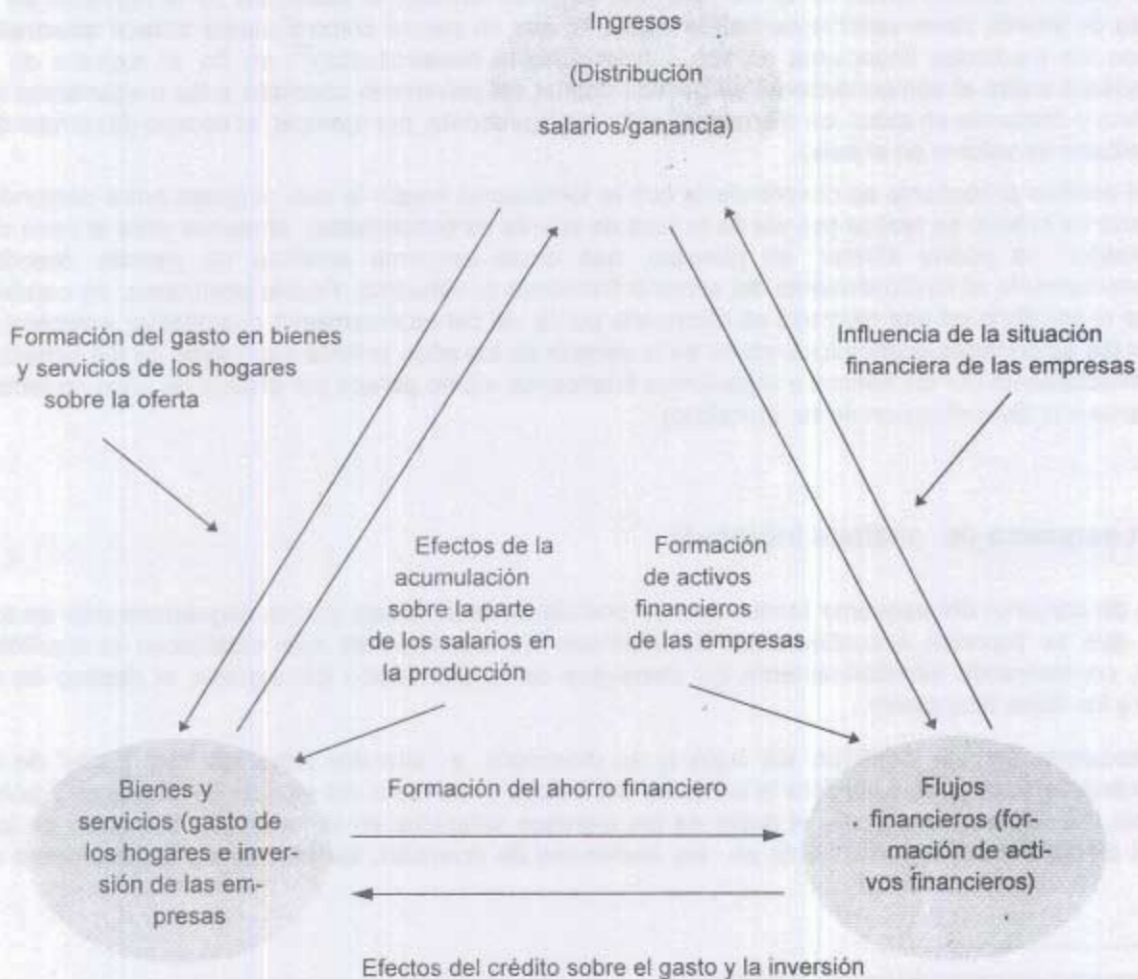 Ingresos
(Distribución
salarios/ganancia)
Formación del gasto en bienes
y servicios de los hogares
sobre la oferta
Influencia de la situación
financiera de las empresas
Efectos de la
acumulación
sobre la parte
de los salarios en
la producción
Formación
de activos
financieros
de las empresas
Bienes y
servicios (gasto de
los hogares e inver-
sión de las em-
presas
Formación del ahorro financiero
Flujos
financieros (for-
mación de acti-
vos financieros)
Efectos del crédito sobre el gasto y la inversión